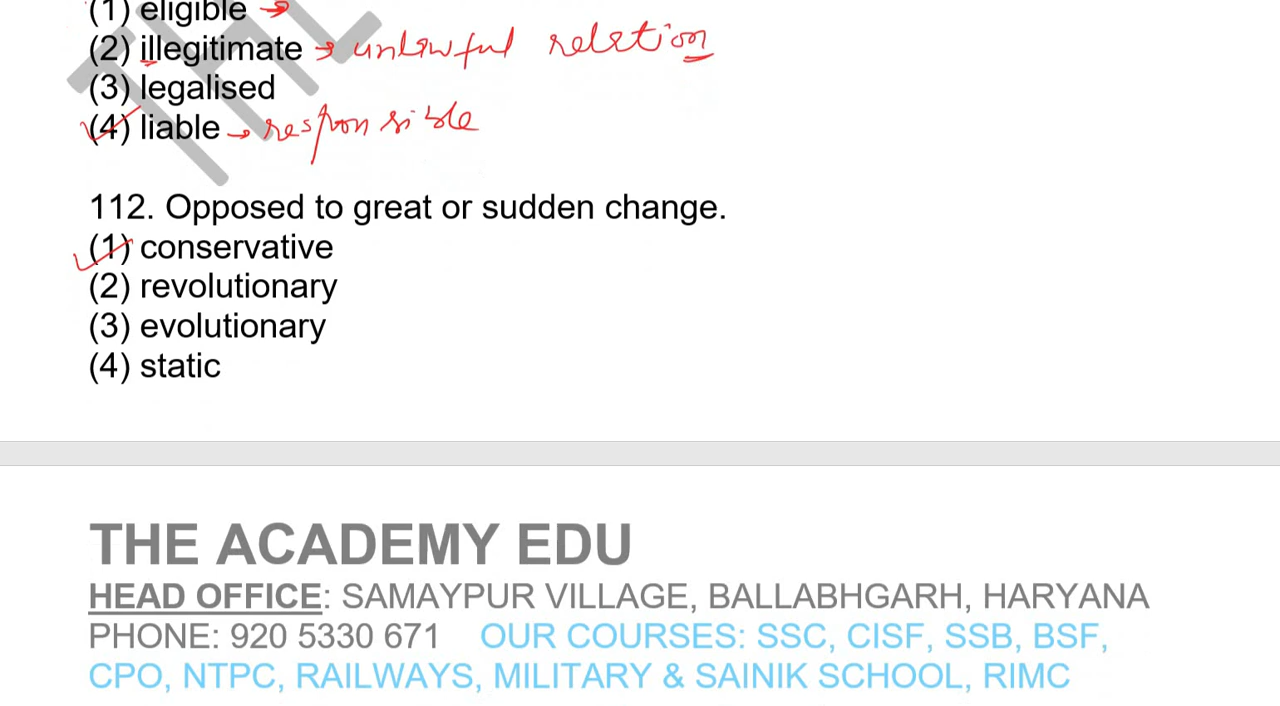 (1) eligible →
(2) illegitimate → unlawful relation
(3) legalised
(4) liable → responsible
112. Opposed to great or sudden change.
(1) conservative
(2) revolutionary
(3) evolutionary
(4) static
THE ACADEMY EDU
HEAD OFFICE: SAMAYPUR VILLAGE, BALLABHGARH, HARYANA
PHONE: 920 5330 671 OUR COURSES: SSC, CISF, SSB, BSF,
CPO, NTPC, RAILWAYS, MILITARY & SAINIK SCHOOL, RIMC